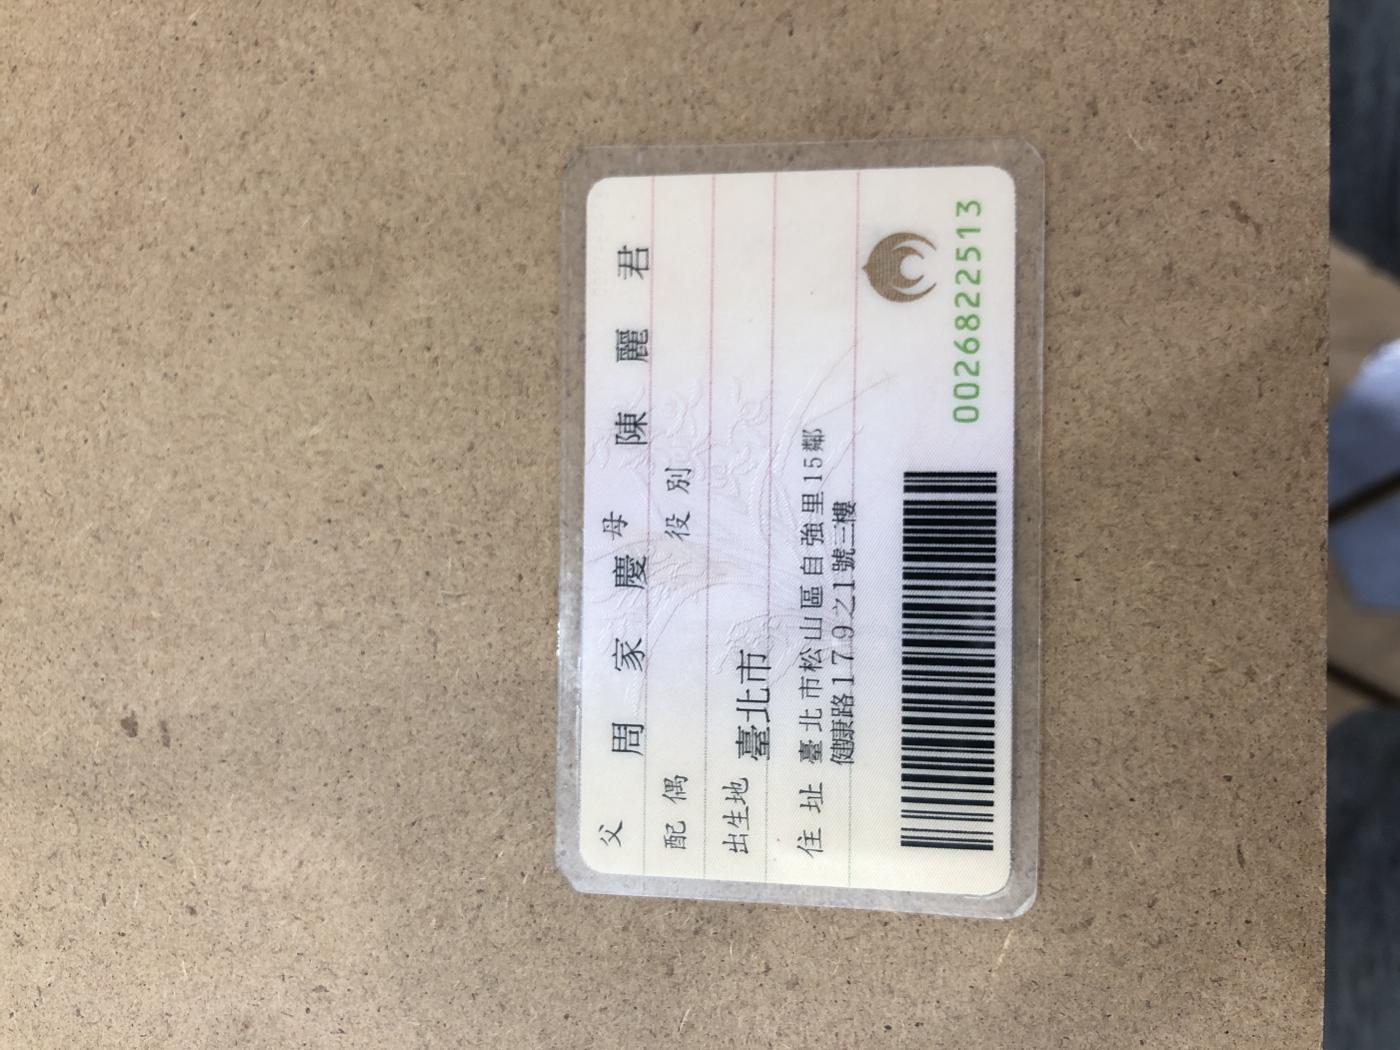 父 周家慶 母 陳麗君
配偶 役別
出生地 臺北市
住址 臺北市松山區自強里15鄰
健康路179之1號三樓
0026822513